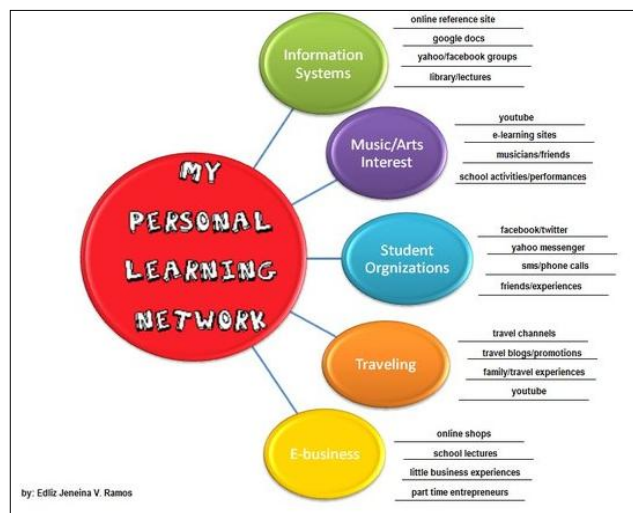 MY
PERSONAL
LEARNING
NETWORK
Information
Systems
online reference site
google docs
yahoo/facebook groups
library/lectures
Music/Arts
Interest
youtube
e-learning sites
musicians/friends
school activities/performances
Student
Orgnizations
facebook/twitter
yahoo messenger
sms/phone calls
friends/experiences
Traveling
travel channels
travel blogs/promotions
family/travel experiences
youtube
E-business
online shops
school lectures
little business experiences
part time entrepreneurs
by: Edliz Jeneina V. Ramos